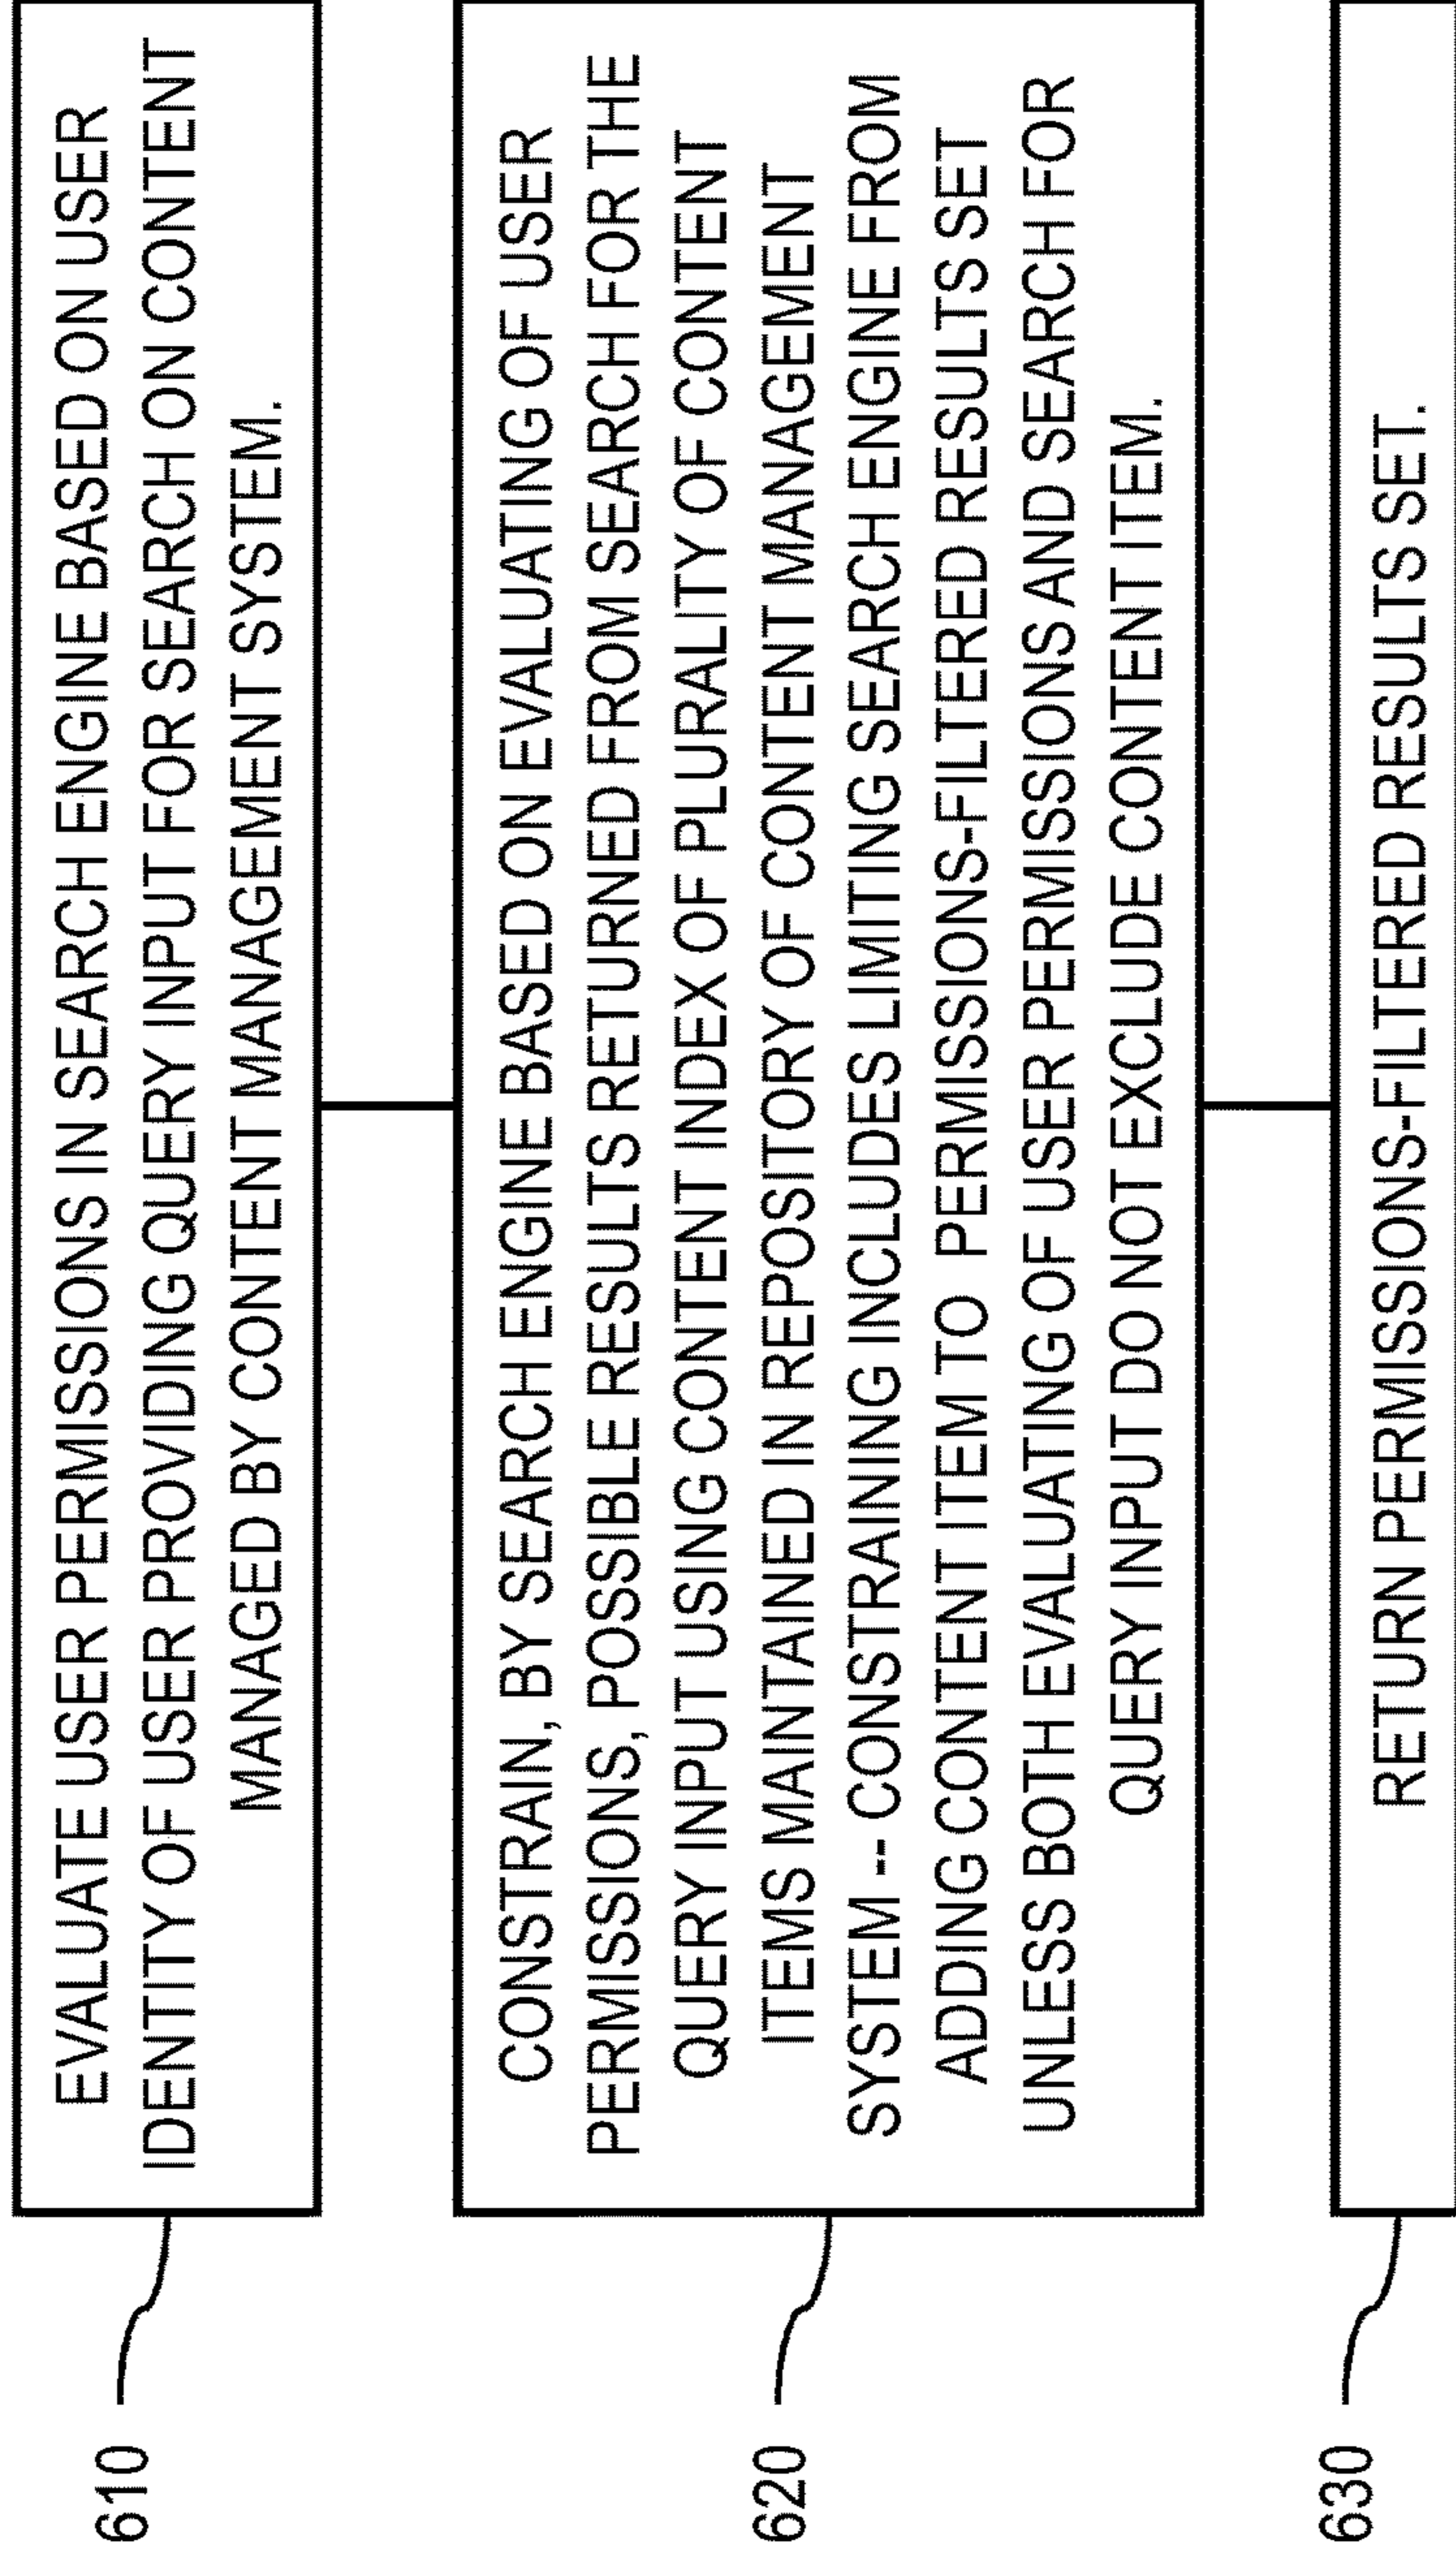 610
EVALUATE USER PERMISSIONS IN SEARCH ENGINE BASED ON USER
IDENTITY OF USER PROVIDING QUERY INPUT FOR SEARCH ON CONTENT
MANAGED BY CONTENT MANAGEMENT SYSTEM.
620
CONSTRAIN, BY SEARCH ENGINE BASED ON EVALUATING OF USER
PERMISSIONS, POSSIBLE RESULTS RETURNED FROM SEARCH FOR THE
QUERY INPUT USING CONTENT INDEX OF PLURALITY OF CONTENT
ITEMS MAINTAINED IN REPOSITORY OF CONTENT MANAGEMENT
SYSTEM -- CONSTRAINING INCLUDES LIMITING SEARCH ENGINE FROM
ADDING CONTENT ITEM TO PERMISSIONS-FILTERED RESULTS SET
UNLESS BOTH EVALUATING OF USER PERMISSIONS AND SEARCH FOR
QUERY INPUT DO NOT EXCLUDE CONTENT ITEM.
630
RETURN PERMISSIONS-FILTERED RESULTS SET.